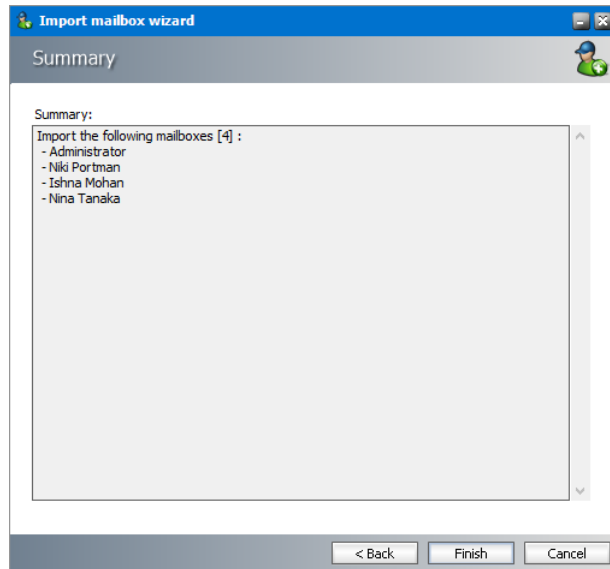 Import mailbox wizard
Summary
Summary:
Import the following mailboxes [4] :
- Administrator
- Niki Portman
- Ishna Mohan
- Nina Tanaka
< Back
Finish
Cancel